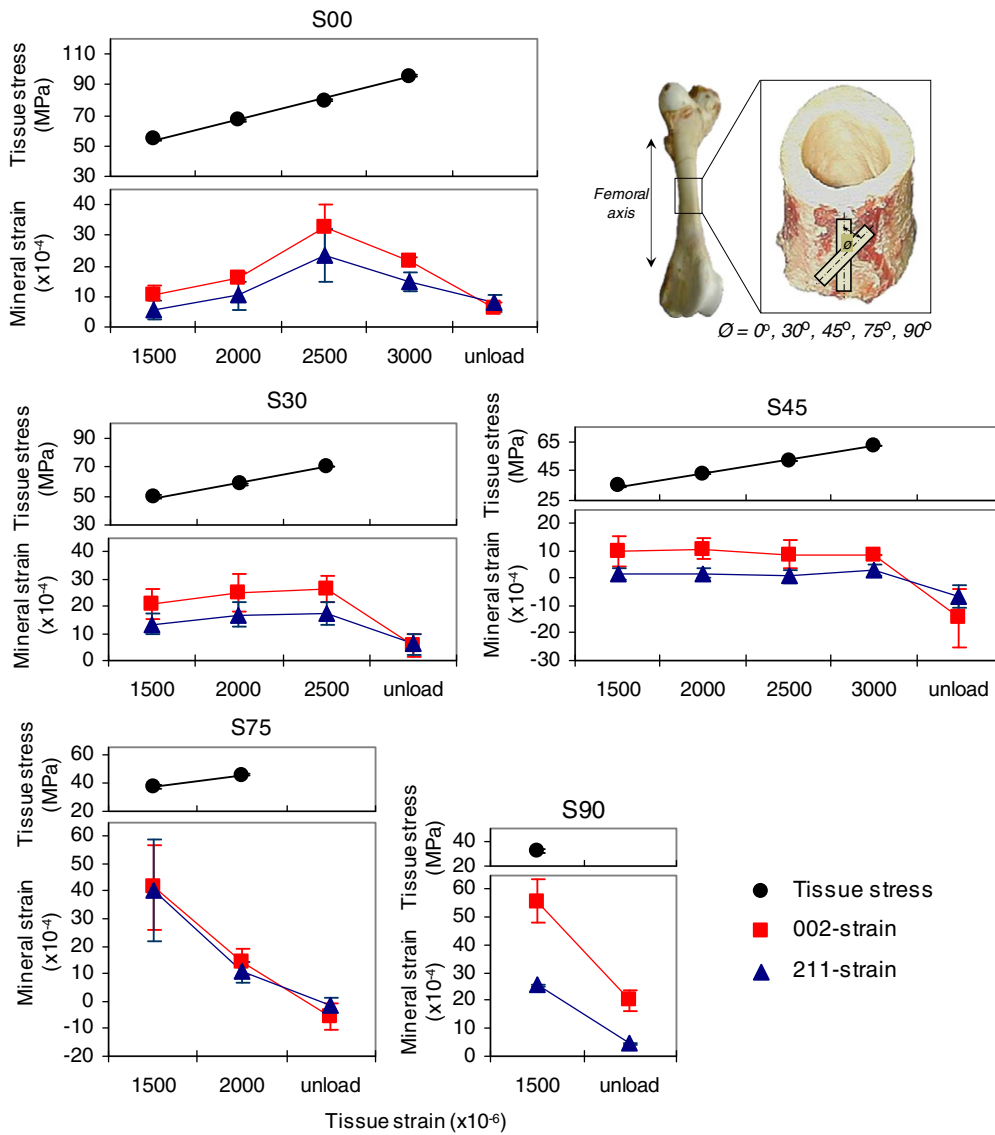 S00
Tissue stress
(MPa)
110
90
70
50
30
Mineral strain
(x10⁻⁴)
40
30
20
10
0
1500 2000 2500 3000 unload
Femoral
axis
Ø
Ø = 0º, 30º, 45º, 75º, 90º
S30
Tissue stress
(MPa)
90
70
50
30
Mineral strain
(x10⁻⁴)
40
30
20
10
0
1500 2000 2500 unload
S45
Tissue stress
(MPa)
65
45
25
Mineral strain
(x10⁻⁴)
20
10
0
-10
-20
-30
1500 2000 2500 3000 unload
S75
Tissue stress
(MPa)
60
40
20
Mineral strain
(x10⁻⁴)
60
50
40
30
20
10
0
-10
-20
1500 2000 unload
S90
Tissue stress
(MPa)
40
20
Mineral strain
(x10⁻⁴)
60
50
40
30
20
10
0
1500 unload
Tissue stress
002-strain
211-strain
Tissue strain (x10⁻⁶)